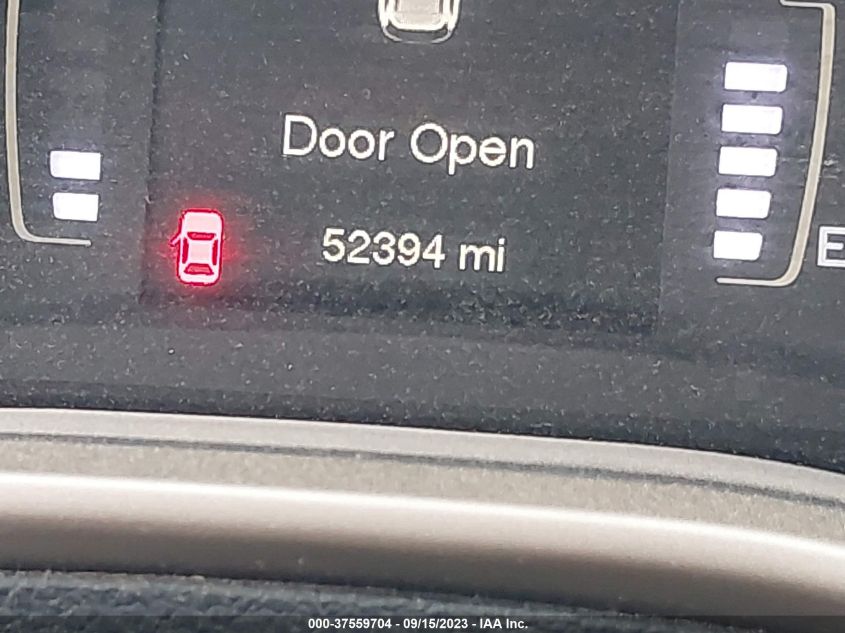 Door Open
52394 mi
E
000-37559704 - 09/15/2023 - IAA Inc.